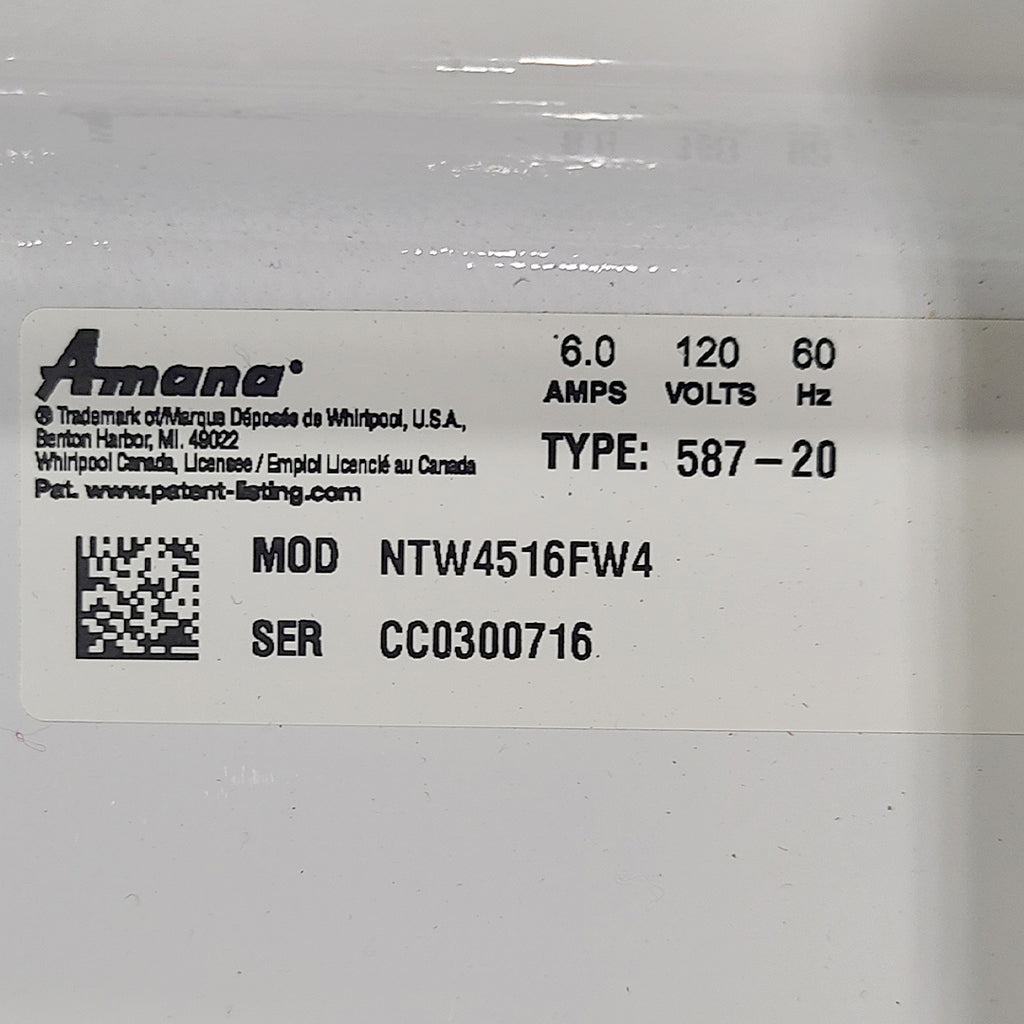 Amana®
® Trademark of/Marque Déposée de Whirlpool, U.S.A.,
Benton Harbor, MI. 49022
Whirlpool Canada, Licensee / Emploi Licencié au Canada
Pat. www.patent-listing.com
6.0 120 60
AMPS VOLTS Hz
TYPE: 587-20
MOD NTW4516FW4
SER CC0300716